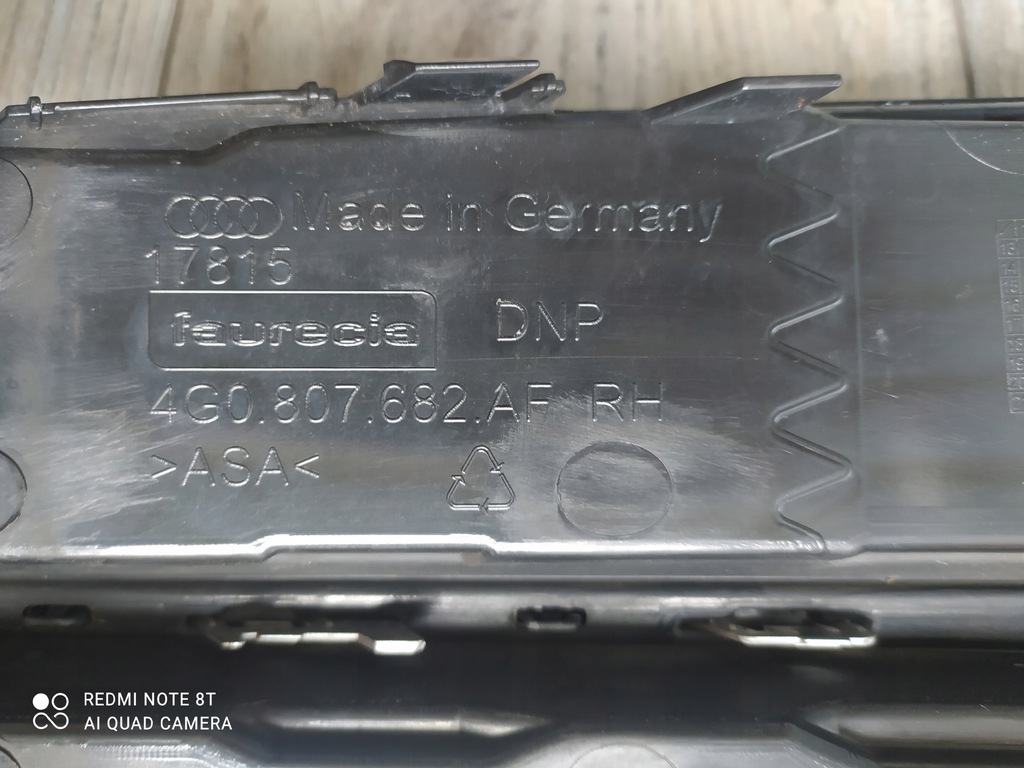 Made in Germany
17815
faurecia DNP
4G0.807.682.AF RH
>ASA<
REDMI NOTE 8T
AI QUAD CAMERA